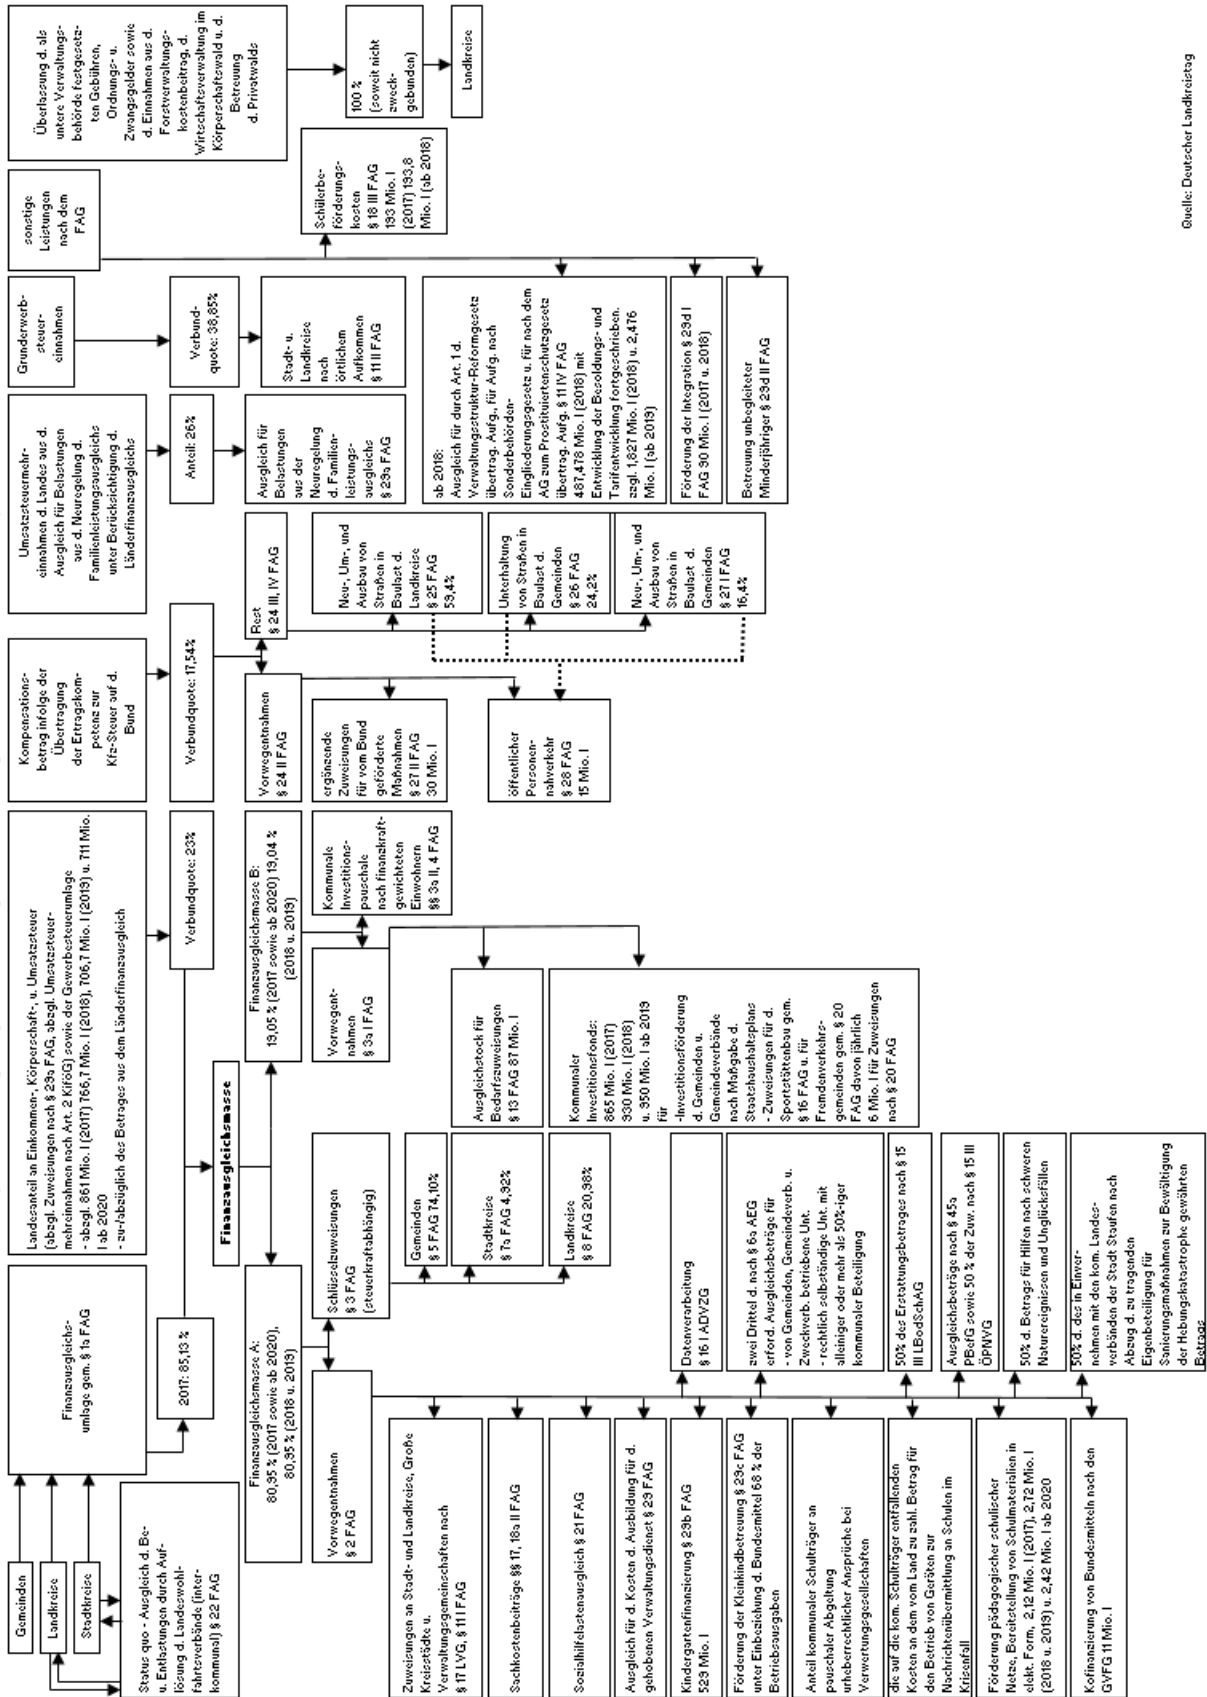 Gemeinden
Landkreise
Stadtkreise
Status quo - Ausgleich d. Be-
u. Entlastungen durch Auf-
lösung d. Landeswohl-
fahrtsverbände (inter-
kommunal) § 22 FAG
Finanzausgleichs-
umlage gem. § 1a FAG
2017: 85,13 %
Landesanteil an Einkommen-, Körperschaft-, u. Umsatzsteuer
(abzgl. Zuweisungen nach § 29a FAG, abzgl. Umsatzsteuer-
mehreinnahmen nach Art. 2 KiföG) sowie der Gewerbesteuerumlage
- abzgl. 861 Mio. I (2017) 766,7 Mio. I (2018), 706,7 Mio. I (2019) u. 711 Mio.
I ab 2020
- zu-/abzüglich des Betrages aus dem Länderfinanzausgleich
Verbundquote: 23%
Kompensations-
betrag infolge der
Übertragung
der Ertragskom-
petenz zur
Kfz-Steuer auf d.
Bund
Verbundquote: 17,54%
Umsatzsteuermehr-
einnahmen d. Landes aus d.
Ausgleich für Belastungen
aus d. Neuregelung d.
Familienleistungsausgleichs
unter Berücksichtigung d.
Länderfinanzausgleichs
Anteil: 26%
Grunderwerb-
steuer-
einnahmen
Verbund-
quote: 38,85%
sonstige
Leistungen
nach dem
FAG
Überlassung d. als
untere Verwaltungs-
behörde festgesetz-
ten Gebühren,
Ordnungs- u.
Zwangsgelder sowie
d. Einnahmen aus d.
Forstverwaltungs-
kostenbeitrag, d.
Wirtschaftsverwaltung im
Körperschaftswald u. d.
Betreuung
d. Privatwalds
100 %
(soweit nicht
zweck-
gebunden)
Landkreise
Finanzausgleichsmasse
Finanzausgleichsmasse A:
80,95 % (2017 sowie ab 2020),
80,95 % (2018 u. 2019)
Finanzausgleichsmasse B:
19,05 % (2017 sowie ab 2020) 19,04 %
(2018 u. 2019)
Vorwegentnahmen
§ 2 FAG
Schlüsselzuweisungen
§ 3 FAG
(steuerkraftabhängig)
Gemeinden
§ 5 FAG 74,10%
Stadtkreise
§ 7a FAG 4,92%
Landkreise
§ 8 FAG 20,98%
Zuweisungen an Stadt- und Landkreise, Große
Kreisstädte u.
Verwaltungsgemeinschaften nach
§ 17 LVG, § 11 I FAG
Sachkostenbeiträge §§ 17, 18a II FAG
Sozialhilfelastenausgleich § 21 FAG
Ausgleich für d. Kosten d. Ausbildung für d.
gehobenen Verwaltungsdienst § 29 FAG
Kindergartenfinanzierung § 29b FAG
529 Mio. I
Förderung der Kleinkindbetreuung § 29c FAG
unter Einbeziehung d. Bundesmittel 68 % der
Betriebsausgaben
Anteil kommunaler Schulträger an
pauschaler Abgeltung
urheberrechtlicher Ansprüche bei
Verwertungsgesellschaften
die auf die kom. Schulträger entfallenden
Kosten an dem vom Land zu zahl. Betrag für
den Betrieb von Geräten zur
Nachrichtenübermittlung an Schulen im
Krisenfall
Förderung pädagogischer schulischer
Netze, Bereitstellung von Schulmaterialien in
elekt. Form, 2,12 Mio. I (2017), 2,72 Mio. I
(2018 u. 2019) u. 2,42 Mio. I ab 2020
Kofinanzierung von Bundesmitteln nach den
GVFG 11 Mio. I
Datenverarbeitung
§ 16 I ADVZG
zwei Drittel d. nach § 6a AEG
erford. Ausgleichsbeträge für
- von Gemeinden, Gemeindeverb. u.
Zweckverb. betriebene Unt.
- rechtlich selbständige Unt. mit
alleiniger oder mehr als 50%-iger
kommunaler Beteiligung
50% des Erstattungsbetrages nach § 15
III LBodSchAG
Ausgleichsbeträge nach § 45a
PBefG sowie 50 % der Zuw. nach § 15 III
ÖPNVG
50% d. Betrags für Hilfen nach schweren
Naturereignissen und Unglücksfällen
50% d. des in Einver-
nehmen mit den kom. Landes-
verbänden der Stadt Staufen nach
Abzug d. zu tragenden
Eigenbeteiligung für
Sanierungsmaßnahmen zur Bewältigung
der Hebungskatastrophe gewährten
Betrags
Vorwegent-
nahmen
§ 3a I FAG
Kommunale
Investitions-
pauschale
nach finanzkraft-
gewichteten
Einwohnern
§§ 3a II, 4 FAG
Ausgleichstock für
Bedarfszuweisungen
§ 13 FAG 87 Mio. I
Kommunaler
Investitionsfonds:
865 Mio. I (2017)
930 Mio. I (2018)
u. 950 Mio. I ab 2019
für
-Investitionsförderung
d. Gemeinden u.
Gemeindeverbände
nach Maßgabe d.
Staatshaushaltsplans
- Zuweisungen für d.
Sportstättenbau gem.
§ 16 FAG u. für
Fremdenverkehrs-
gemeinden gem. § 20
FAG davon jährlich
6 Mio. I für Zuweisungen
nach § 20 FAG
Vorwegentnahmen
§ 24 II FAG
Rest
§ 24 III, IV FAG
ergänzende
Zuweisungen
für vom Bund
geförderte
Maßnahmen
§ 27 II FAG
30 Mio. I
öffentlicher
Personen-
nahverkehr
§ 28 FAG
15 Mio. I
Neu-, Um-, und
Ausbau von
Straßen in
Baulast d.
Landkreise
§ 25 FAG
59,4%
Unterhaltung
von Straßen in
Baulast d.
Gemeinden
§ 26 FAG
24,2%
Neu-, Um-, und
Ausbau von
Straßen in
Baulast d.
Gemeinden
§ 27 I FAG
16,4%
Ausgleich für
Belastungen
aus der
Neuregelung
d. Familien-
leistungs-
ausgleichs
§ 29a FAG
Stadt- u.
Landkreise
nach
örtlichem
Aufkommen
§ 11 II FAG
Schülerbe-
förderungs-
kosten
§ 18 III FAG
193 Mio. I
(2017) 193,8
Mio. I (ab 2018)
ab 2018:
Ausgleich für durch Art. 1 d.
Verwaltungsstruktur-Reformgesetz
übertrag. Aufg., für Aufg. nach
Sonderbehörden-
Eingliederungsgesetz u. für nach dem
AG zum Prostituiertenschutzgesetz
übertrag. Aufg. § 11 IV FAG
487,478 Mio. I (2018) mit
Entwicklung der Besoldungs- und
Tarifentwicklung fortgeschrieben.
zzgl. 1,827 Mio. I (2018) u. 2,476
Mio. I (ab 2019)
Förderung der Integration § 29d I
FAG 90 Mio. I (2017 u. 2018)
Betreuung unbegleiteter
Minderjähriger § 29d II FAG
Quelle: Deutscher Landkreistag